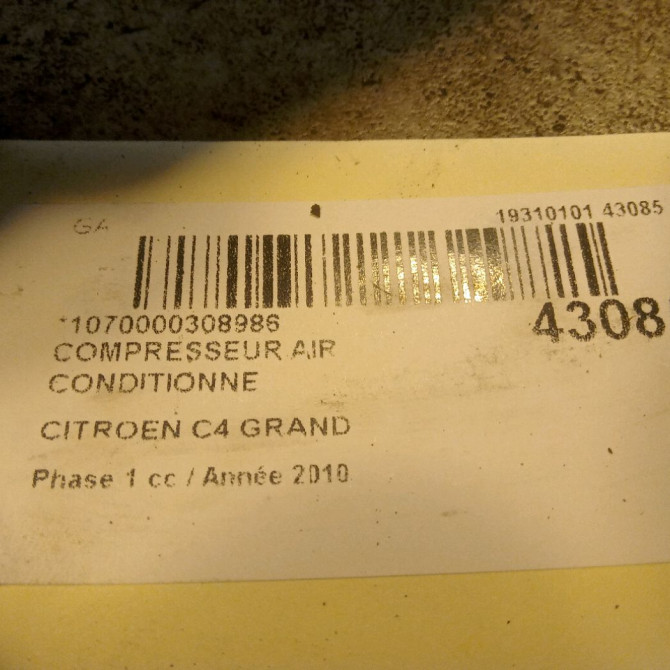 GA
19310101 43085
*1070000308986
4308
COMPRESSEUR AIR
CONDITIONNE
CITROEN C4 GRAND
Phase 1 cc / Année 2010